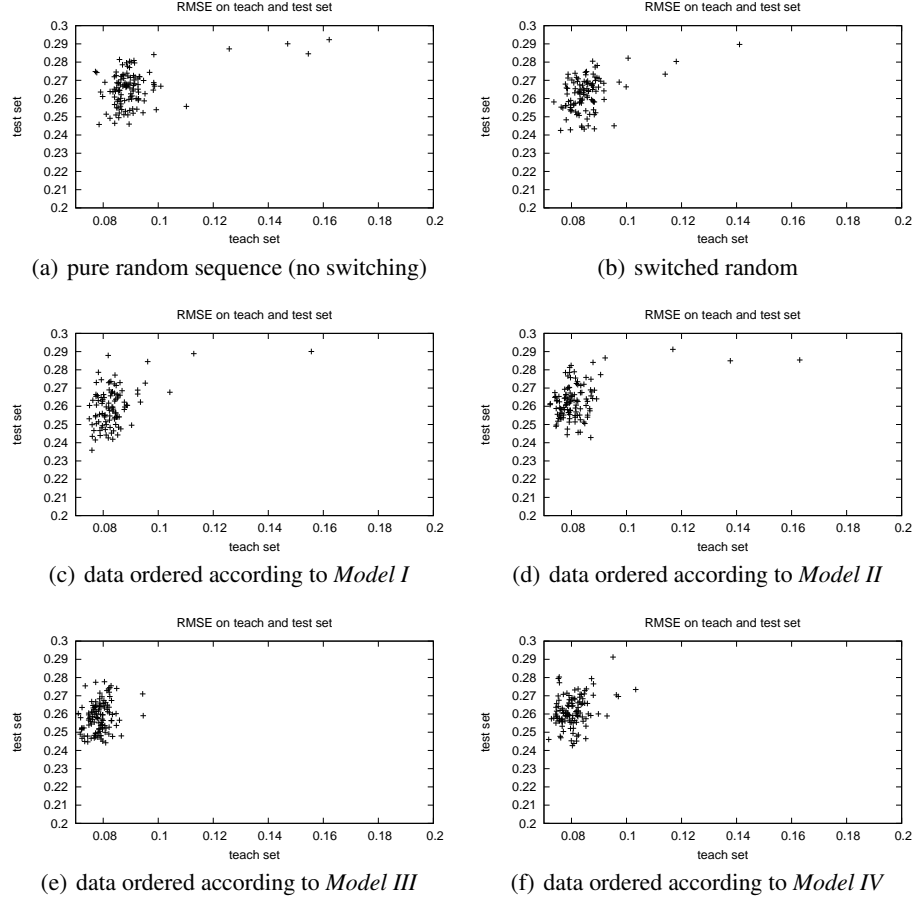 RMSE on teach and test set
0.3
0.29
0.28
0.27
0.26
0.25
0.24
0.23
0.22
0.21
0.2
test set
0.08 0.1 0.12 0.14 0.16 0.18 0.2
teach set
(a) pure random sequence (no switching)
RMSE on teach and test set
0.3
0.29
0.28
0.27
0.26
0.25
0.24
0.23
0.22
0.21
0.2
test set
0.08 0.1 0.12 0.14 0.16 0.18 0.2
teach set
(b) switched random
RMSE on teach and test set
0.3
0.29
0.28
0.27
0.26
0.25
0.24
0.23
0.22
0.21
0.2
test set
0.08 0.1 0.12 0.14 0.16 0.18 0.2
teach set
(c) data ordered according to Model I
RMSE on teach and test set
0.3
0.29
0.28
0.27
0.26
0.25
0.24
0.23
0.22
0.21
0.2
test set
0.08 0.1 0.12 0.14 0.16 0.18 0.2
teach set
(d) data ordered according to Model II
RMSE on teach and test set
0.3
0.29
0.28
0.27
0.26
0.25
0.24
0.23
0.22
0.21
0.2
test set
0.08 0.1 0.12 0.14 0.16 0.18 0.2
teach set
(e) data ordered according to Model III
RMSE on teach and test set
0.3
0.29
0.28
0.27
0.26
0.25
0.24
0.23
0.22
0.21
0.2
test set
0.08 0.1 0.12 0.14 0.16 0.18 0.2
teach set
(f) data ordered according to Model IV